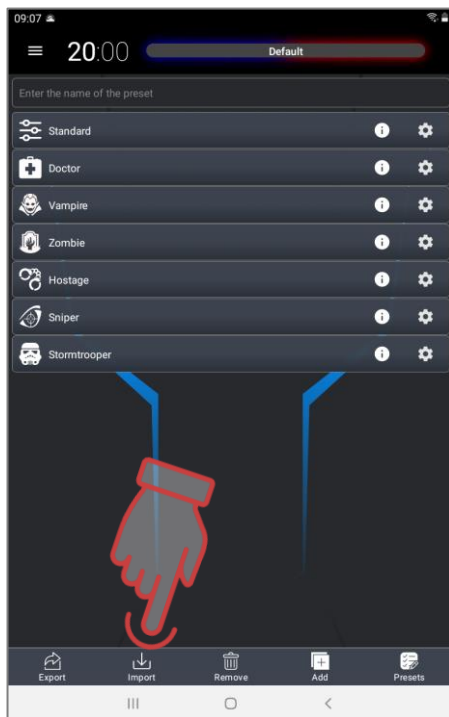 09:07
20:00 Default
Enter the name of the preset
Standard
Doctor
Vampire
Zombie
Hostage
Sniper
Stormtrooper
Export Import Remove Add Presets